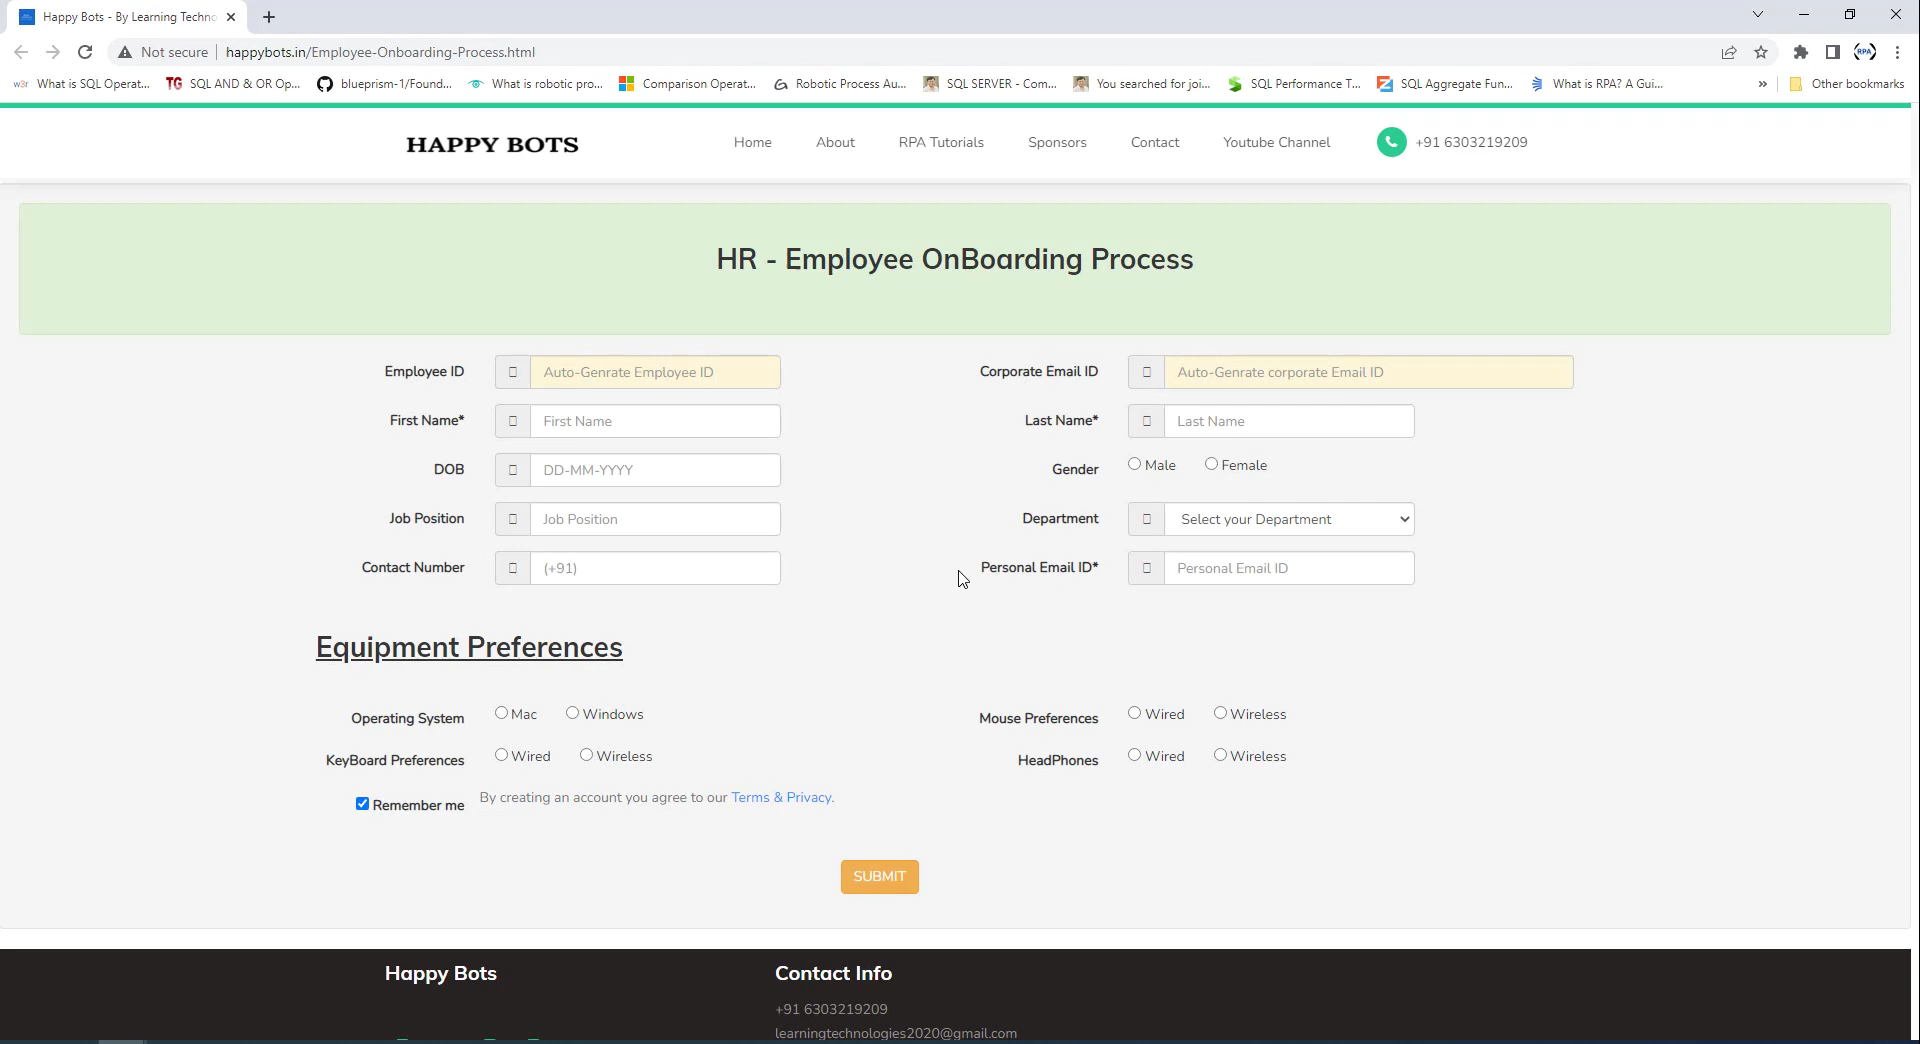 Happy Bots - By Learning Techno
Not secure happybots.in/Employee-Onboarding-Process.html
What is SQL Operat... SQL AND & OR Op... blueprism-1/Found... What is robotic pro... Comparison Operat... Robotic Process Au... SQL SERVER - Com... You searched for joi... SQL Performance T... SQL Aggregate Fun... What is RPA? A Gui... » Other bookmarks
HAPPY BOTS Home About RPA Tutorials Sponsors Contact Youtube Channel +91 6303219209
HR - Employee OnBoarding Process
Employee ID Auto-Genrate Employee ID Corporate Email ID Auto-Genrate corporate Email ID
First Name* First Name Last Name* Last Name
DOB DD-MM-YYYY Gender Male Female
Job Position Job Position Department Select your Department
Contact Number (+91) Personal Email ID* Personal Email ID
Equipment Preferences
Operating System Mac Windows Mouse Preferences Wired Wireless
KeyBoard Preferences Wired Wireless HeadPhones Wired Wireless
Remember me By creating an account you agree to our Terms & Privacy.
SUBMIT
Happy Bots Contact Info
+91 6303219209
learningtechnologies2020@gmail.com